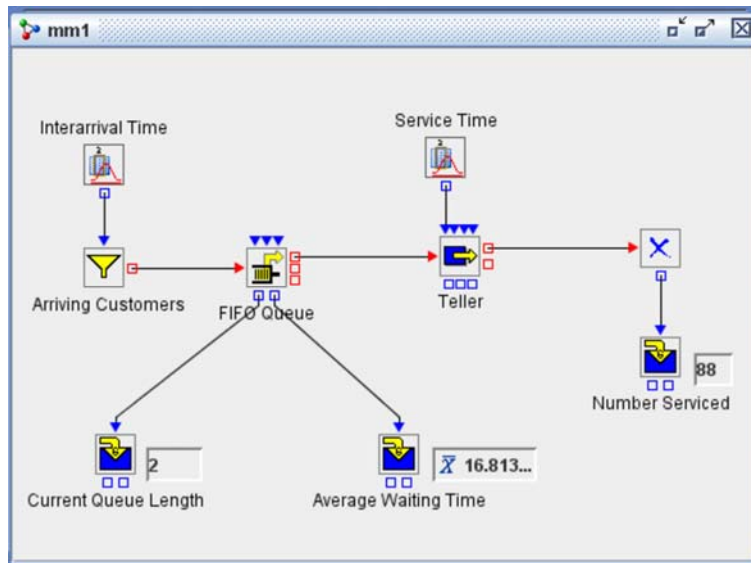 mm1
Interarrival Time
Service Time
Arriving Customers
FIFO Queue
Teller
88
Number Serviced
2
X 16.813...
Current Queue Length
Average Waiting Time